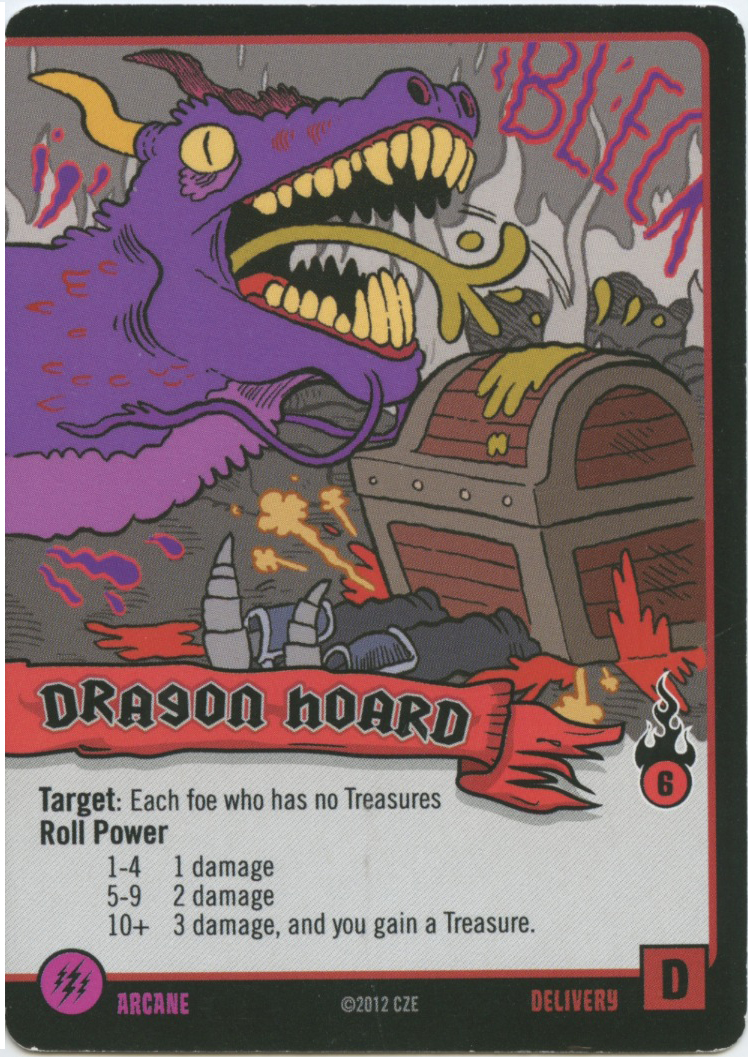 BLECH
DRAGON HOARD
6
Target: Each foe who has no Treasures
Roll Power
1-4 1 damage
5-9 2 damage
10+ 3 damage, and you gain a Treasure.
ARCANE
©2012 CZE
DELIVERY
D